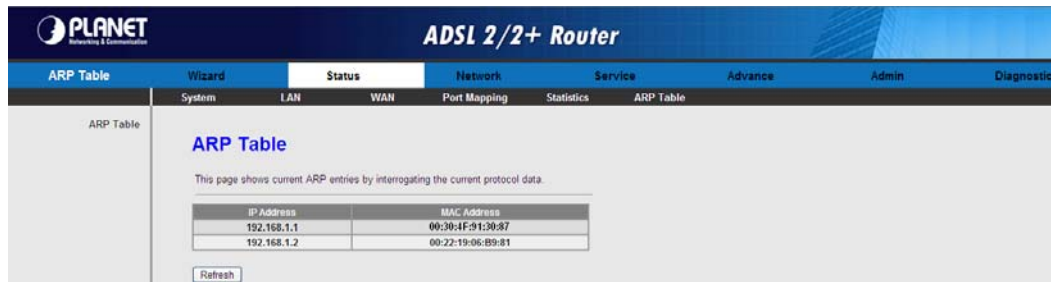 PLANET
Networking & Communication
ADSL 2/2+ Router
ARP Table Wizard Status Network Service Advance Admin Diagnostic
System LAN WAN Port Mapping Statistics ARP Table
ARP Table
ARP Table
This page shows current ARP entries by interrogating the current protocol data.
IP Address MAC Address
192.168.1.1 00:30:4F:91:30:87
192.168.1.2 00:22:19:06:B9:81
Refresh